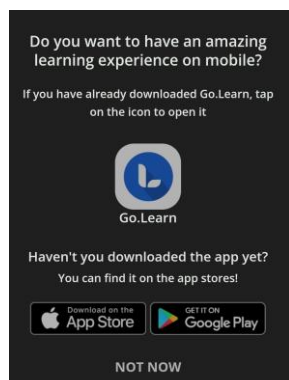 Do you want to have an amazing
learning experience on mobile?
If you have already downloaded Go.Learn, tap
on the icon to open it
Go.Learn
Haven't you downloaded the app yet?
You can find it on the app stores!
Download on the
App Store
GET IT ON
Google Play
NOT NOW